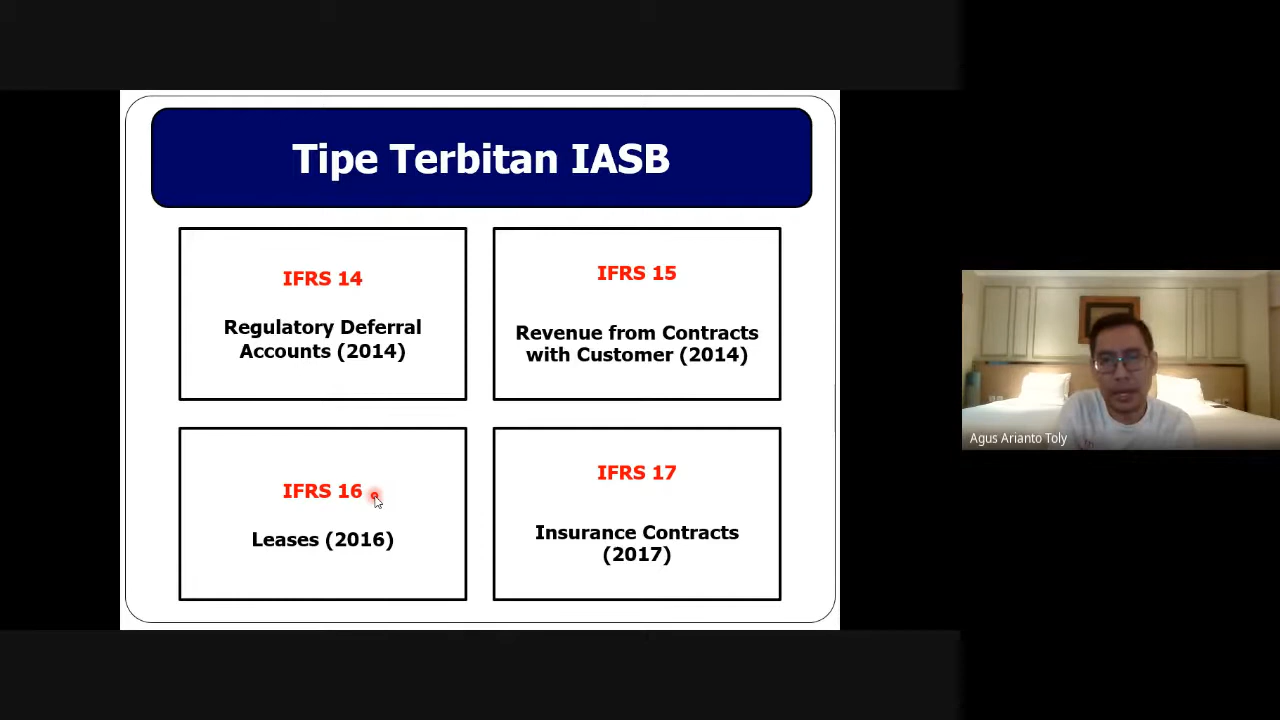 Tipe Terbitan IASB
IFRS 14
Regulatory Deferral
Accounts (2014)
IFRS 15
Revenue from Contracts
with Customer (2014)
IFRS 16
Leases (2016)
IFRS 17
Insurance Contracts
(2017)
Agus Arianto Toly